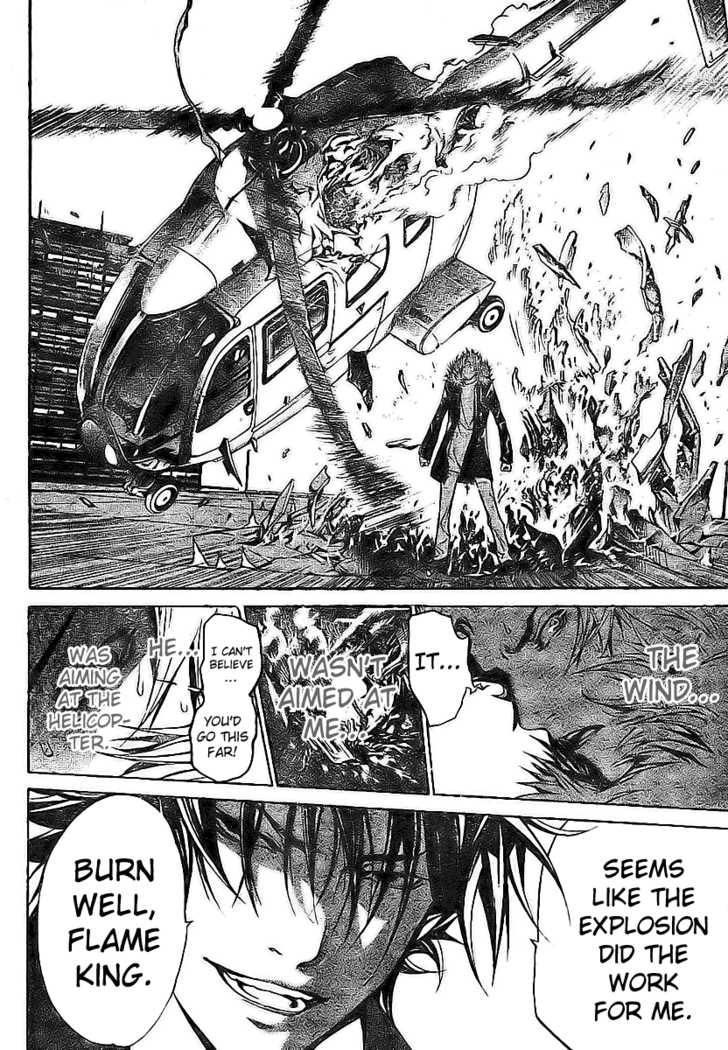 THE
WIND...
IT...
WASN'T
AIMED AT
ME...
I CAN'T
BELIEVE
...
YOU'D
GO THIS
FAR!
HE...
WAS
AIMING
AT THE
HELICOP-
TER.
SEEMS
LIKE THE
EXPLOSION
DID THE
WORK
FOR ME.
BURN
WELL,
FLAME
KING.